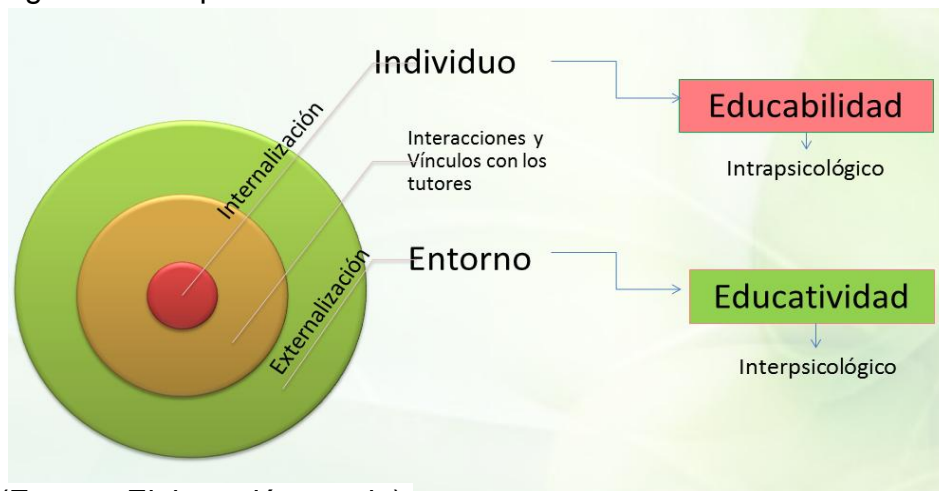 Individuo
Educabilidad
Intrapsicológico
Internalización
Interacciones y
Vínculos con los
tutores
Externalización
Entorno
Educatividad
Interpsicológico